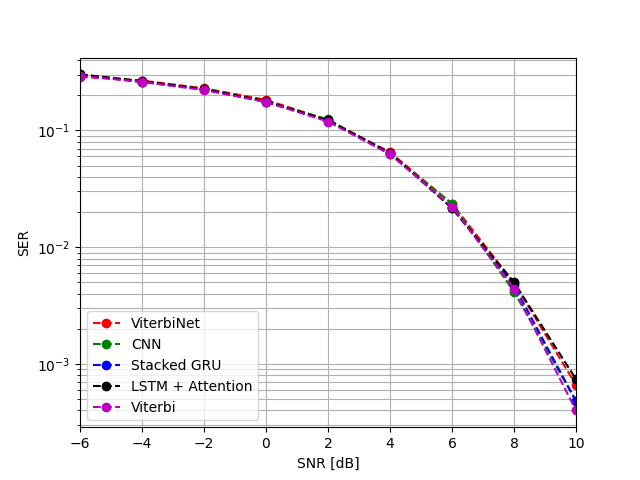 10⁻¹
10⁻²
10⁻³
SER
ViterbiNet
CNN
Stacked GRU
LSTM + Attention
Viterbi
−6 −4 −2 0 2 4 6 8 10
SNR [dB]